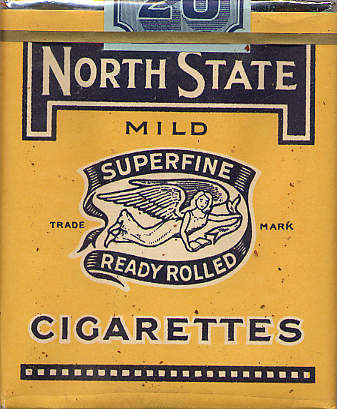 20
NORTH STATE
MILD
SUPERFINE
TRADE MARK
READY ROLLED
CIGARETTES